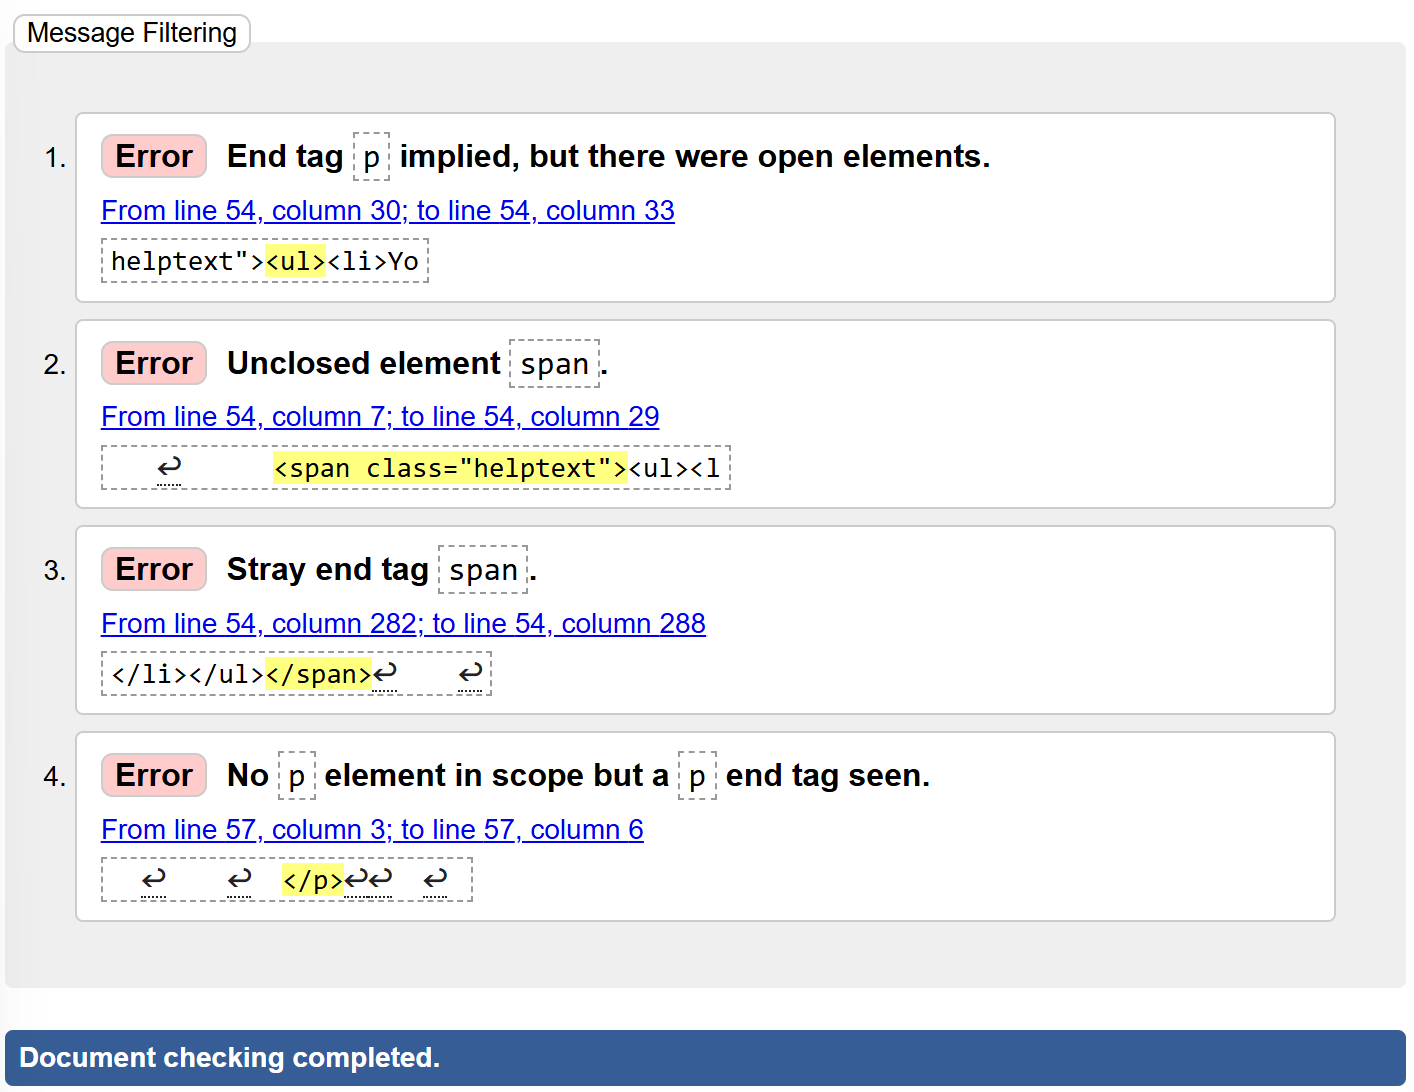 Message Filtering
1. Error End tag p implied, but there were open elements.
From line 54, column 30; to line 54, column 33
helptext"><ul><li>Yo
2. Error Unclosed element span.
From line 54, column 7; to line 54, column 29
↩ <span class="helptext"><ul><l
3. Error Stray end tag span.
From line 54, column 282; to line 54, column 288
</li></ul></span>↩ ↩
4. Error No p element in scope but a p end tag seen.
From line 57, column 3; to line 57, column 6
↩ ↩ </p>↩↩ ↩
Document checking completed.